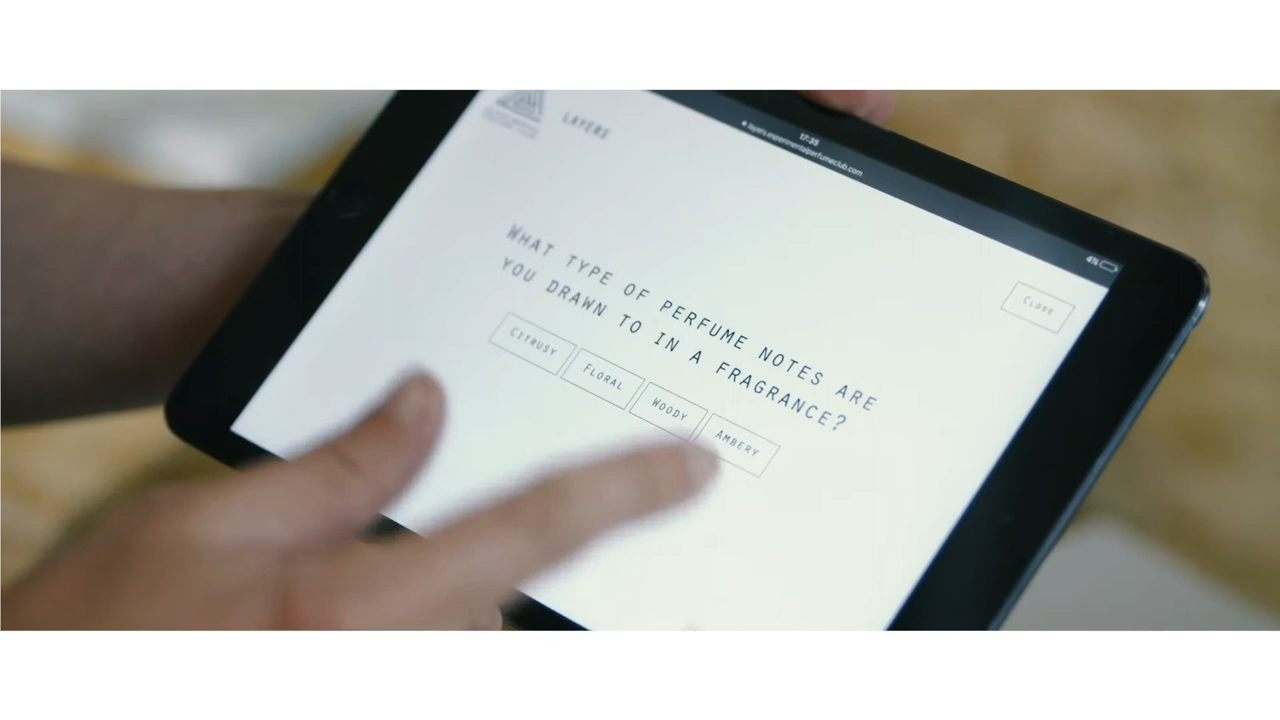 LAYERS
17:35
layers.experimentalperfumeclub.com
4%
CLOSE
WHAT TYPE OF PERFUME NOTES ARE
YOU DRAWN TO IN A FRAGRANCE?
CITRUSY
FLORAL
WOODY
AMBERY